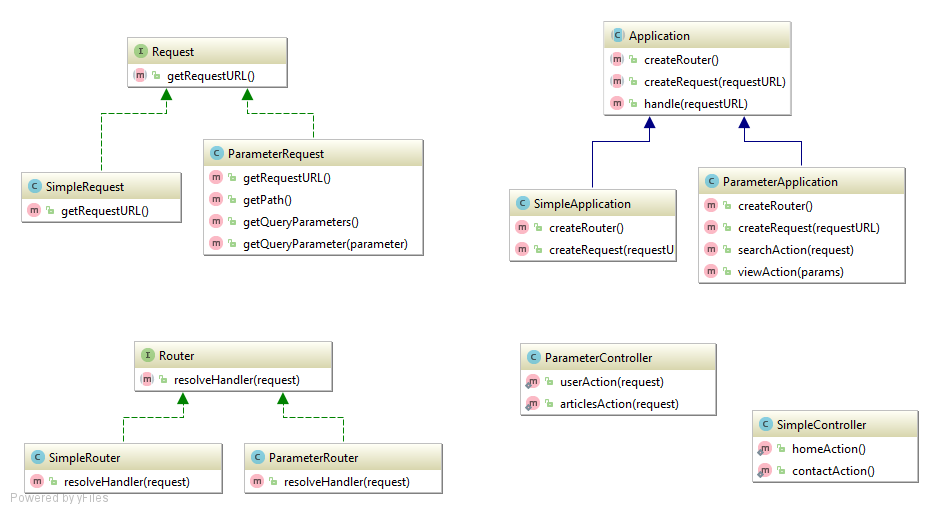 I Request
m getRequestURL()
C SimpleRequest
m getRequestURL()
C ParameterRequest
m getRequestURL()
m getPath()
m getQueryParameters()
m getQueryParameter(parameter)
C Application
m createRouter()
m createRequest(requestURL)
m handle(requestURL)
C SimpleApplication
m createRouter()
m createRequest(requestU
C ParameterApplication
m createRouter()
m createRequest(requestURL)
m searchAction(request)
m viewAction(params)
I Router
m resolveHandler(request)
C SimpleRouter
m resolveHandler(request)
C ParameterRouter
m resolveHandler(request)
C ParameterController
m userAction(request)
m articlesAction(request)
C SimpleController
m homeAction()
m contactAction()
Powered by yFiles